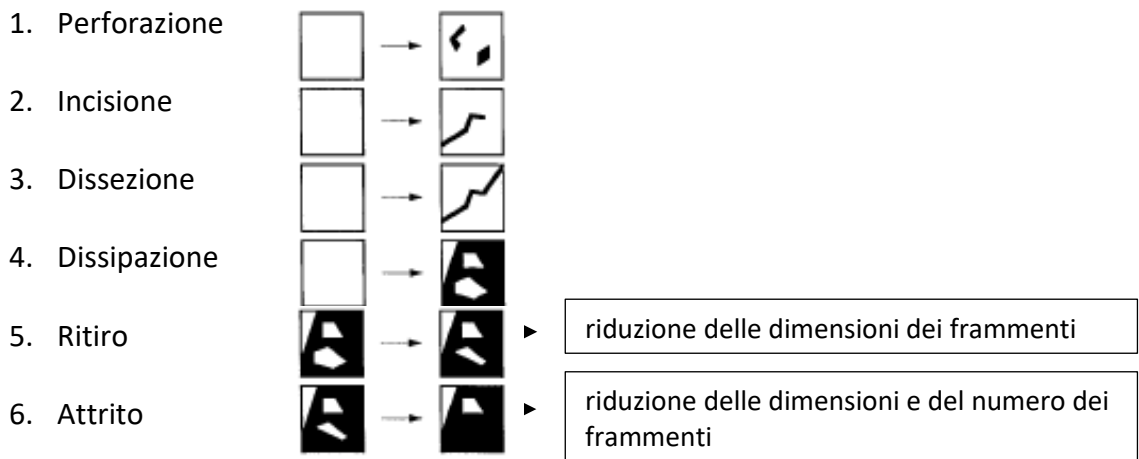 1. Perforazione
2. Incisione
3. Dissezione
4. Dissipazione
5. Ritiro
riduzione delle dimensioni dei frammenti
6. Attrito
riduzione delle dimensioni e del numero dei
frammenti